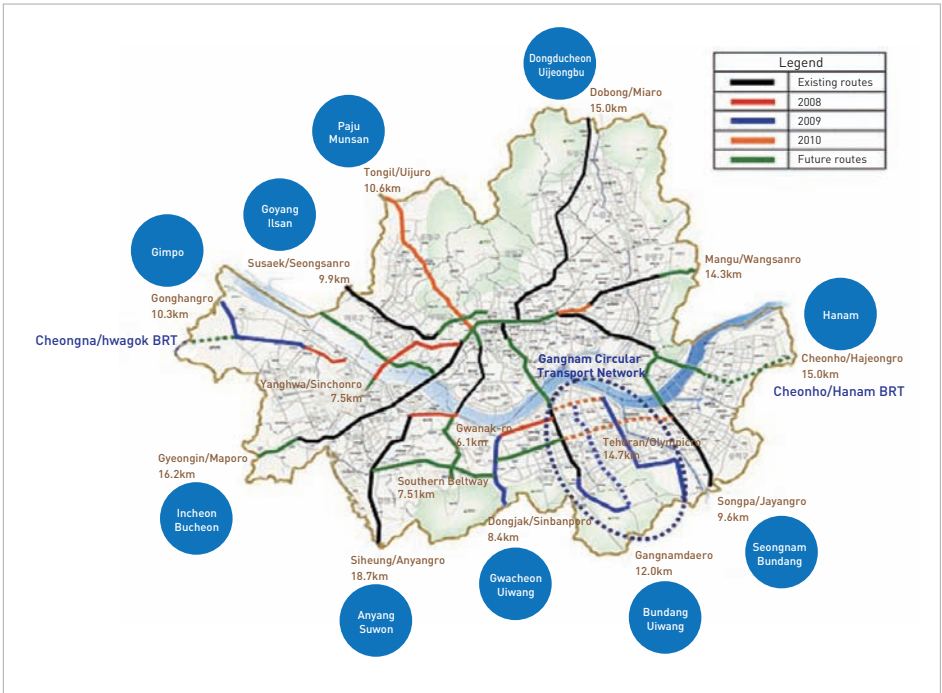 Dongducheon
Uijeongbu
Legend
Existing routes
2008
2009
2010
Future routes
Dobong/Miaro
15.0km
Paju
Munsan
Tongil/Uijuro
10.6km
Goyang
Ilsan
Gimpo
Susaek/Seongsanro
9.9km
Mangu/Wangsanro
14.3km
Gonghangro
10.3km
Hanam
Cheongna/hwagok BRT
Cheonho/Hajeongro
15.0km
Cheonho/Hanam BRT
Gangnam Circular
Transport Network
Yanghwa/Sinchonro
7.5km
Gwanak-ro
6.1km
Tehuran/Olympicro
14.7km
Gyeongin/Maporo
16.2km
Southern Beltway
7.51km
Songpa/Jayangro
9.6km
Incheon
Bucheon
Dongjak/Sinbanporo
8.4km
Seongnam
Bundang
Siheung/Anyangro
18.7km
Gangnamdaero
12.0km
Gwacheon
Uiwang
Anyang
Suwon
Bundang
Uiwang